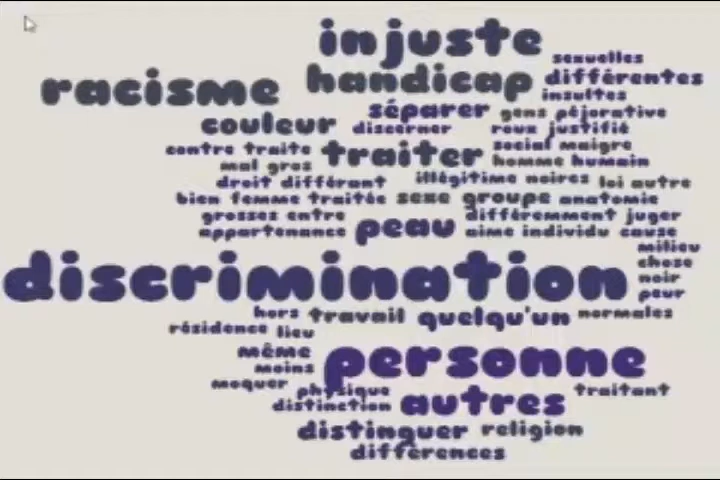 injuste
sexuelles
racisme handicap différentes
insultes
séparer gens péjorative
couleur discerner roux justifié
contre traite traiter social maigre
mal gros homme humain
droit différant illégitime noires loi autre
bien femme traitée sexe groupe anatomie
grosses entre différemment juger
appartenance peau aime individu cause
milieu
discrimination chose
noir
peur
hors travail quelqu'un normales
résidence lieu
même personne
moins
moquer physique traitant
distinction autres
distinguer religion
différences